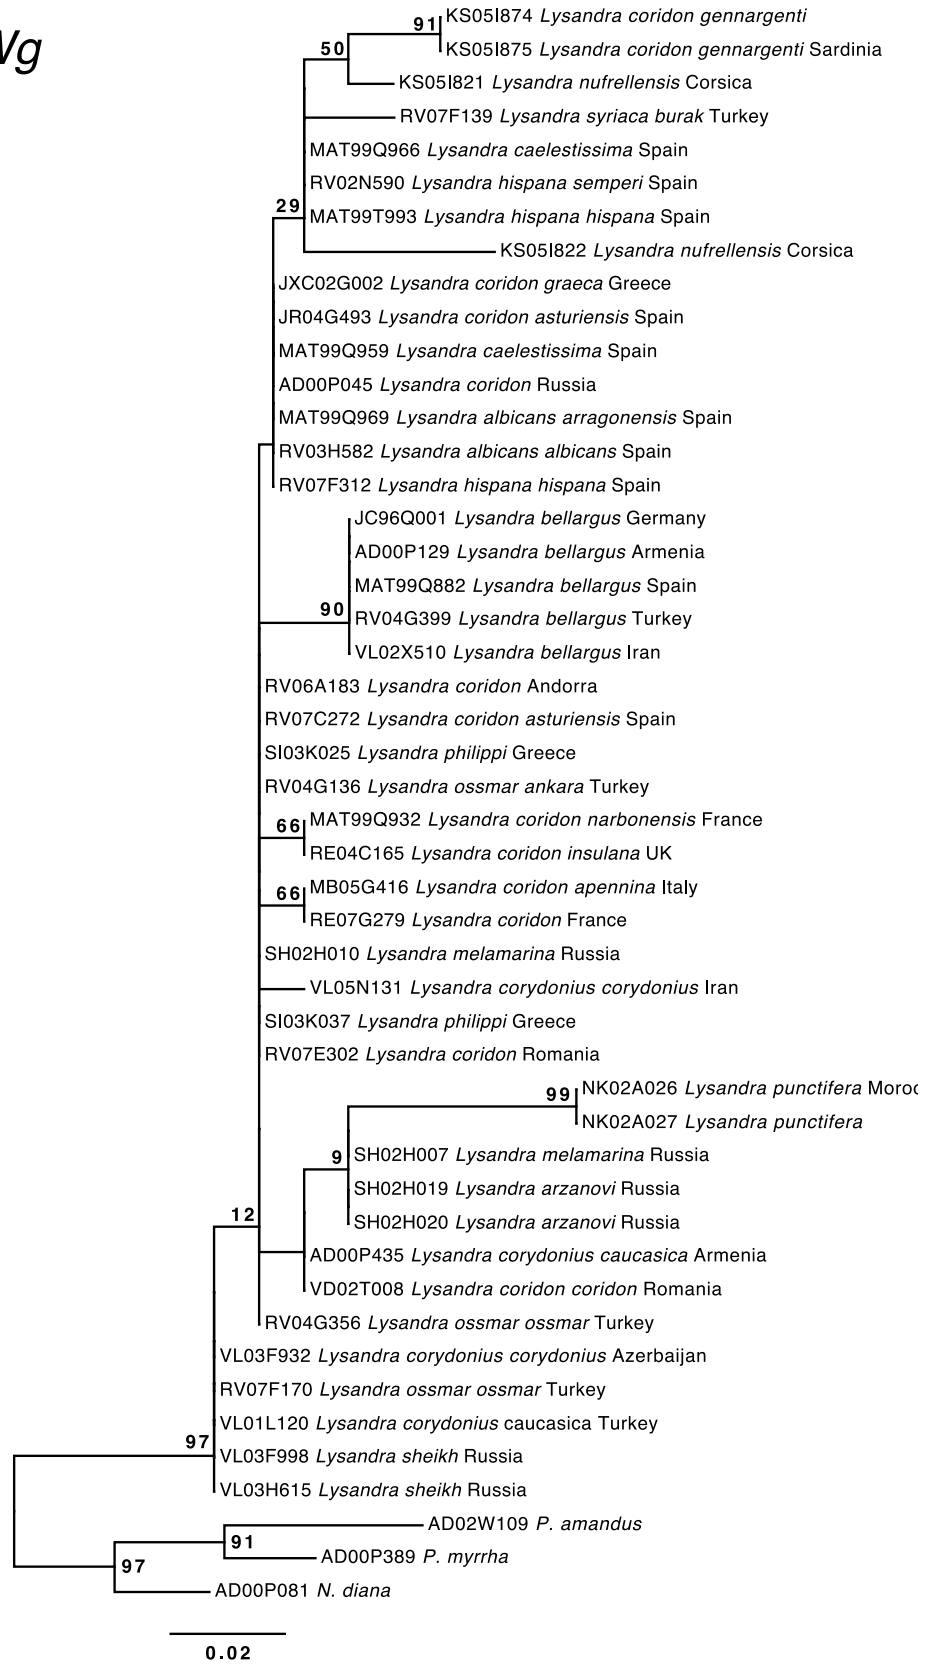 Wg
91
KS05I874 Lysandra coridon gennargenti
KS05I875 Lysandra coridon gennargenti Sardinia
50
KS05I821 Lysandra nufrellensis Corsica
RV07F139 Lysandra syriaca burak Turkey
MAT99Q966 Lysandra caelestissima Spain
RV02N590 Lysandra hispana semperi Spain
29
MAT99T993 Lysandra hispana hispana Spain
KS05I822 Lysandra nufrellensis Corsica
JXC02G002 Lysandra coridon graeca Greece
JR04G493 Lysandra coridon asturiensis Spain
MAT99Q959 Lysandra caelestissima Spain
AD00P045 Lysandra coridon Russia
MAT99Q969 Lysandra albicans arragonensis Spain
RV03H582 Lysandra albicans albicans Spain
RV07F312 Lysandra hispana hispana Spain
JC96Q001 Lysandra bellargus Germany
AD00P129 Lysandra bellargus Armenia
MAT99Q882 Lysandra bellargus Spain
90
RV04G399 Lysandra bellargus Turkey
VL02X510 Lysandra bellargus Iran
RV06A183 Lysandra coridon Andorra
RV07C272 Lysandra coridon asturiensis Spain
SI03K025 Lysandra philippi Greece
RV04G136 Lysandra ossmar ankara Turkey
66
MAT99Q932 Lysandra coridon narbonensis France
RE04C165 Lysandra coridon insulana UK
66
MB05G416 Lysandra coridon apennina Italy
RE07G279 Lysandra coridon France
SH02H010 Lysandra melamarina Russia
VL05N131 Lysandra corydonius corydonius Iran
SI03K037 Lysandra philippi Greece
RV07E302 Lysandra coridon Romania
99
NK02A026 Lysandra punctifera Moroc
NK02A027 Lysandra punctifera
9
SH02H007 Lysandra melamarina Russia
SH02H019 Lysandra arzanovi Russia
12
SH02H020 Lysandra arzanovi Russia
AD00P435 Lysandra corydonius caucasica Armenia
VD02T008 Lysandra coridon coridon Romania
RV04G356 Lysandra ossmar ossmar Turkey
VL03F932 Lysandra corydonius corydonius Azerbaijan
RV07F170 Lysandra ossmar ossmar Turkey
VL01L120 Lysandra corydonius caucasica Turkey
97
VL03F998 Lysandra sheikh Russia
VL03H615 Lysandra sheikh Russia
AD02W109 P. amandus
91
AD00P389 P. myrrha
97
AD00P081 N. diana
0.02